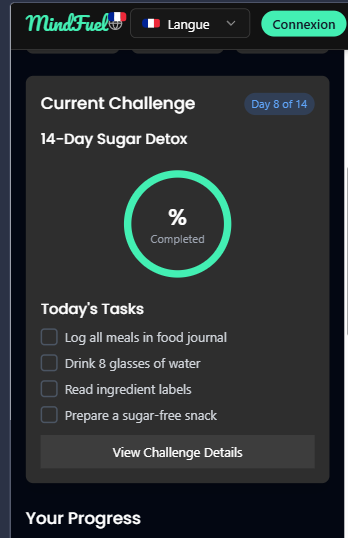 MindFuel
Langue
Connexion
Current Challenge
Day 8 of 14
14-Day Sugar Detox
%
Completed
Today's Tasks
Log all meals in food journal
Drink 8 glasses of water
Read ingredient labels
Prepare a sugar-free snack
View Challenge Details
Your Progress